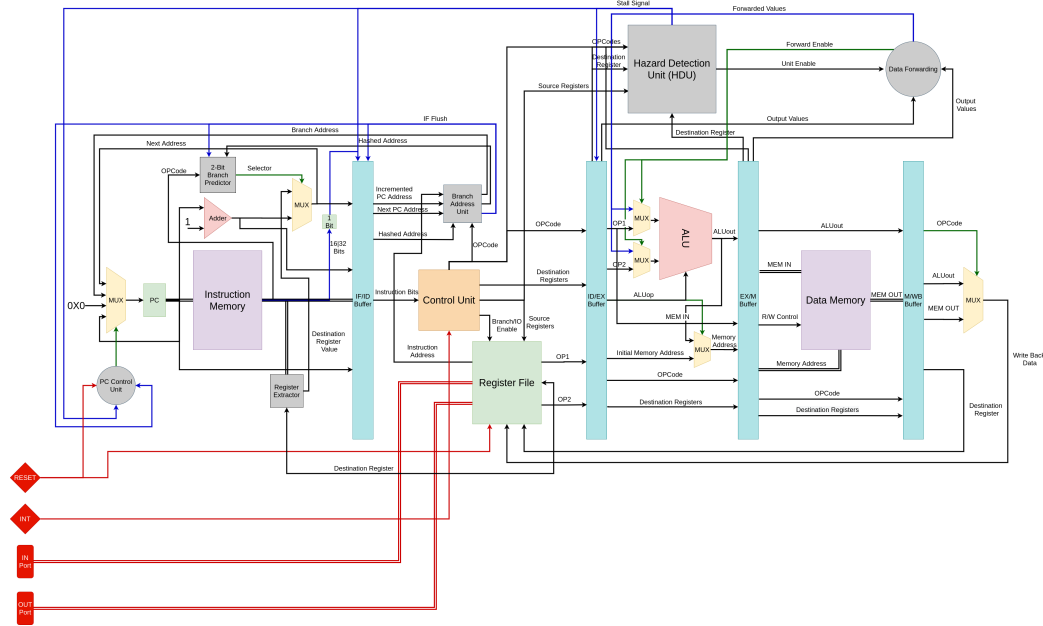 Stall Signal
Forwarded Values
OPCodes
Destination
Register
Hazard Detection
Unit (HDU)
Forward Enable
Unit Enable
Data Forwarding
Source Registers
Output
Values
Output Values
Destination Register
IF Flush
Branch Address
Hashed Address
Next Address
OPCode
2-Bit
Branch
Predictor
Selector
MUX
1
Adder
1
Bit
16|32
Bits
Incremented
PC Address
Next PC Address
Hashed Address
Branch
Address
Unit
OPCode
OPCode
OP1
OP2
MUX
MUX
ALU
ALUout
ALUout
OPCode
0X0
MUX
PC
Instruction
Memory
IF/ID
Buffer
Instruction Bits
Control Unit
Destination
Registers
ID/EX
Buffer
ALUop
MEM IN
EX/M
Buffer
MEM IN
R/W Control
Data Memory
MEM OUT
M/WB
Buffer
ALUout
MEM OUT
MUX
Branch/IO
Enable
Source
Registers
Destination
Register
Value
Instruction
Address
Initial Memory Address
MUX
Memory
Address
Memory Address
Write Back
Data
PC Control
Unit
Register
Extractor
Register File
OP1
OP2
OPCode
Destination Registers
OPCode
Destination Registers
Destination
Register
Destination Register
RESET
INT
IN
Port
OUT
Port